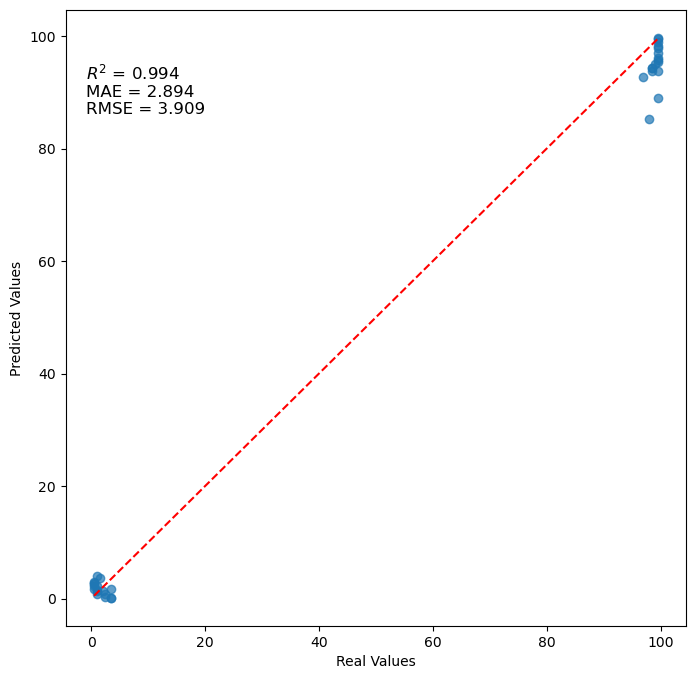 R² = 0.994
MAE = 2.894
RMSE = 3.909
100
80
60
40
20
0
Predicted Values
0 20 40 60 80 100
Real Values